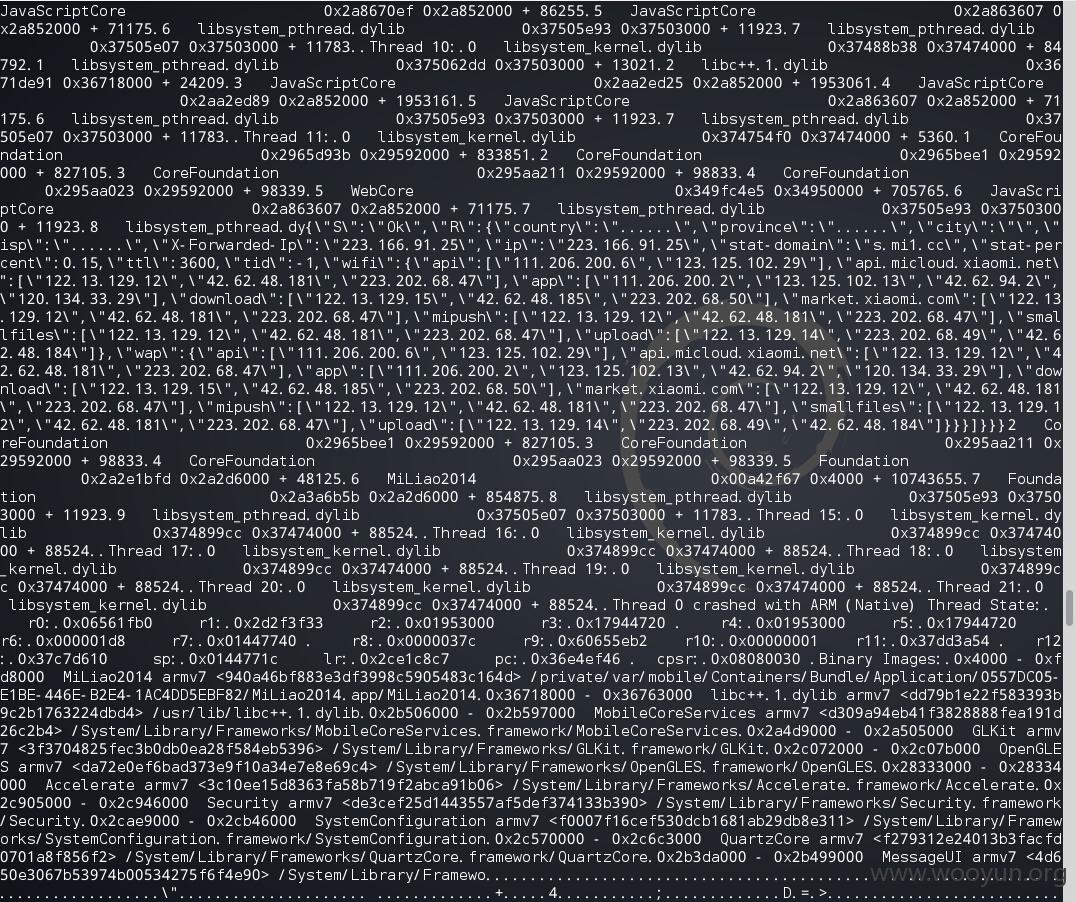 JavaScriptCore                         0x2a8670ef 0x2a852000 + 86255.5   JavaScriptCore                         0x2a863607 0
x2a852000 + 71175.6   libsystem_pthread.dylib             0x37505e93 0x37503000 + 11923.7   libsystem_pthread.dylib
          0x37505e07 0x37503000 + 11783..Thread 10:.0   libsystem_kernel.dylib              0x37488b38 0x37474000 + 84
792.1   libsystem_pthread.dylib             0x375062dd 0x37503000 + 13021.2   libc++.1.dylib                      0x36
71de91 0x36718000 + 24209.3   JavaScriptCore                         0x2aa2ed25 0x2a852000 + 1953061.4   JavaScriptCore
                    0x2aa2ed89 0x2a852000 + 1953161.5   JavaScriptCore                      0x2a863607 0x2a852000 + 71
175.6   libsystem_pthread.dylib             0x37505e93 0x37503000 + 11923.7   libsystem_pthread.dylib             0x37
505e07 0x37503000 + 11783..Thread 11:.0   libsystem_kernel.dylib              0x374754f0 0x37474000 + 5360.1   CoreFou
ndation                      0x2965d93b 0x29592000 + 833851.2   CoreFoundation                      0x2965bee1 0x29592
000 + 827105.3   CoreFoundation                      0x295aa211 0x29592000 + 98833.4   CoreFoundation
     0x295aa023 0x29592000 + 98339.5   WebCore                             0x349fc4e5 0x34950000 + 705765.6   JavaScri
ptCore                      0x2a863607 0x2a852000 + 71175.7   libsystem_pthread.dylib             0x37505e93 0x3750300
0 + 11923.8   libsystem_pthread.dy{\"S\":\"Ok\",\"R\":{\"country\":\"......\",\"province\":\"......\",\"city\":\"\",\"
isp\":\"......\",\"X-Forwarded-Ip\":\"223.166.91.25\",\"ip\":\"223.166.91.25\",\"stat-domain\":\"s.mi1.cc\",\"stat-per
cent\":0.15,\"ttl\":3600,\"tid\":-1,\"wifi\":{\"api\":[\"111.206.200.6\",\"123.125.102.29\"],\"api.micloud.xiaomi.net\
":[\"122.13.129.12\",\"42.62.48.181\",\"223.202.68.47\"],\"app\":[\"111.206.200.2\",\"123.125.102.13\",\"42.62.94.2\",
\"120.134.33.29\"],\"download\":[\"122.13.129.15\",\"42.62.48.185\",\"223.202.68.50\"],\"market.xiaomi.com\":[\"122.13
.129.12\",\"42.62.48.181\",\"223.202.68.47\"],\"mipush\":[\"122.13.129.12\",\"42.62.48.181\",\"223.202.68.47\"],\"smal
lfiles\":[\"122.13.129.12\",\"42.62.48.181\",\"223.202.68.47\"],\"upload\":[\"122.13.129.14\",\"223.202.68.49\",\"42.6
2.48.184\"]},\"wap\":{\"api\":[\"111.206.200.6\",\"123.125.102.29\"],\"api.micloud.xiaomi.net\":[\"122.13.129.12\",\"4
2.62.48.181\",\"223.202.68.47\"],\"app\":[\"111.206.200.2\",\"123.125.102.13\",\"42.62.94.2\",\"120.134.33.29\"],\"dow
nload\":[\"122.13.129.15\",\"42.62.48.185\",\"223.202.68.50\"],\"market.xiaomi.com\":[\"122.13.129.12\",\"42.62.48.181
\",\"223.202.68.47\"],\"mipush\":[\"122.13.129.12\",\"42.62.48.181\",\"223.202.68.47\"],\"smallfiles\":[\"122.13.129.1
2\",\"42.62.48.181\",\"223.202.68.47\"],\"upload\":[\"122.13.129.14\",\"223.202.68.49\",\"42.62.48.184\"]}}}]}}}2   Co
reFoundation                      0x2965bee1 0x29592000 + 827105.3   CoreFoundation                      0x295aa211 0x
29592000 + 98833.4   CoreFoundation                      0x295aa023 0x29592000 + 98339.5   Foundation
         0x2a2e1bfd 0x2a2d6000 + 48125.6   MiLiao2014                          0x00a42f67 0x4000 + 10743655.7   Founda
tion                          0x2a3a6b5b 0x2a2d6000 + 854875.8   libsystem_pthread.dylib             0x37505e93 0x3750
3000 + 11923.9   libsystem_pthread.dylib             0x37505e07 0x37503000 + 11783..Thread 15:.0   libsystem_kernel.dy
lib                 0x374899cc 0x37474000 + 88524..Thread 16:.0   libsystem_kernel.dylib              0x374899cc 0x374740
00 + 88524..Thread 17:.0   libsystem_kernel.dylib              0x374899cc 0x37474000 + 88524..Thread 18:.0   libsystem
_kernel.dylib              0x374899cc 0x37474000 + 88524..Thread 19:.0   libsystem_kernel.dylib              0x374899c
c 0x37474000 + 88524..Thread 20:.0   libsystem_kernel.dylib              0x374899cc 0x37474000 + 88524..Thread 21:.0
 libsystem_kernel.dylib              0x374899cc 0x37474000 + 88524..Thread 0 crashed with ARM (Native) Thread State:.
   r0:.0x06561fb0     r1:.0x2d2f3f33     r2:.0x01953000     r3:.0x17944720 .    r4:.0x01953000     r5:.0x17944720
r6:.0x000001d8     r7:.0x01447740 .    r8:.0x0000037c     r9:.0x60655eb2    r10:.0x00000001    r11:.0x37dd3a54 .  r12
:.0x37c7d610     sp:.0x0144771c     lr:.0x2ce1c8c7     pc:.0x36e4ef46 .  cpsr:.0x08080030 .Binary Images:.0x4000 - 0xf
d8000  MiLiao2014 armv7 <940a46bf883e3df3998c5905483c164d> /private/var/mobile/Containers/Bundle/Application/0557DC05-
E1BE-446E-B2E4-1AC4DD5EBF82/MiLiao2014.app/MiLiao2014.0x36718000 - 0x36763000  libc++.1.dylib armv7 <dd79b1e22f583393b
9c2b1763224dbd4> /usr/lib/libc++.1.dylib.0x2b506000 - 0x2b597000  MobileCoreServices armv7 <d309a94eb41f3828888fea191d
26c2b4> /System/Library/Frameworks/MobileCoreServices.framework/MobileCoreServices.0x2a4d9000 - 0x2a505000  GLKit armv
7 <3f3704825fec3b0db0ea28f584eb5396> /System/Library/Frameworks/GLKit.framework/GLKit.0x2c072000 - 0x2c07b000  OpenGLE
S armv7 <da72e0ef6bad373e9f10a34e7e8e69c4> /System/Library/Frameworks/OpenGLES.framework/OpenGLES.0x28333000 - 0x28334
000  Accelerate armv7 <3c10ee15d8363fa58b719f2abca91b06> /System/Library/Frameworks/Accelerate.framework/Accelerate.0x
2c905000 - 0x2c946000  Security armv7 <de3cef25d1443557af5def374133b390> /System/Library/Frameworks/Security.framework
/Security.0x2cae9000 - 0x2cb46000  SystemConfiguration armv7 <f0007f16cef530dcb1681ab29db8e311> /System/Library/Framew
orks/SystemConfiguration.framework/SystemConfiguration.0x2c570000 - 0x2c6c3000  QuartzCore armv7 <f279312e24013b3facfd
0701a8f856f2> /System/Library/Frameworks/QuartzCore.framework/QuartzCore.0x2b3da000 - 0x2b499000  MessageUI armv7 <4d6
50e3067b53974b00534275f6f4e90> /System/Library/Framewo................................................................
..................\"..................... ..............+....4...........;.............D.=.>..........................
www.wooyun.org